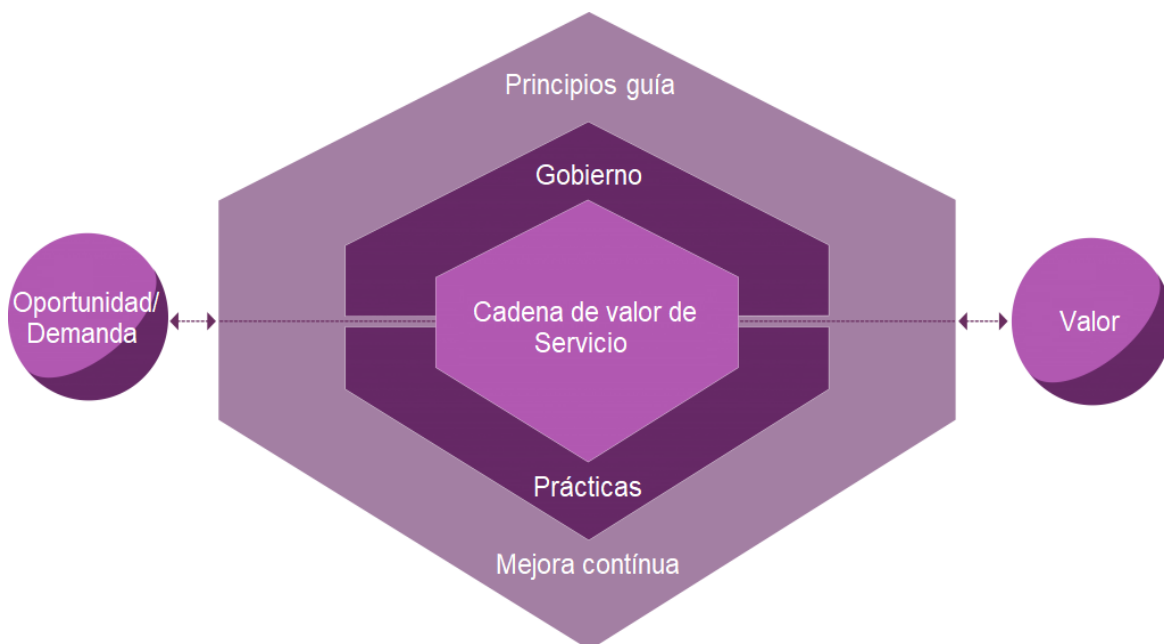 Principios guía
Gobierno
Oportunidad/
Demanda
Cadena de valor de
Servicio
Valor
Prácticas
Mejora contínua